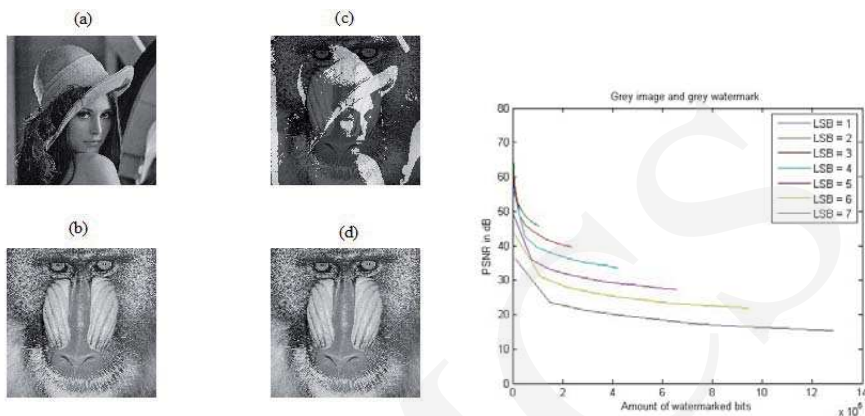 (a)
(c)
(b)
(d)
Grey image and grey watermark
PSNR in dB
80
70
60
50
40
30
20
10
0
LSB = 1
LSB = 2
LSB = 3
LSB = 4
LSB = 5
LSB = 6
LSB = 7
0 2 4 6 8 10 12 14
Amount of watermarked bits